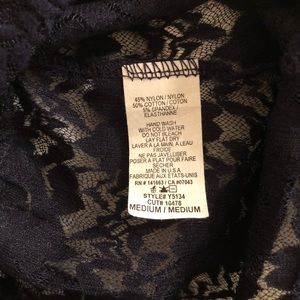 45% NYLON / NYLON
50% COTTON / COTON
5% SPANDEX /
ELASTHANNE
HAND WASH
WITH COLD WATER
DO NOT BLEACH
LAY FLAT DRY
LAVER A LA MAIN, A L'EAU
FROIDE
NE PAS JAVELLISER
POSER A PLAT POUR FAIRE
SECHER
MADE IN U.S.A
FABRIQUE AUX ETATS-UNIS
RN # 141663 / CA #07043
STYLE# Y5134
CUT# 10478
MEDIUM / MEDIUM